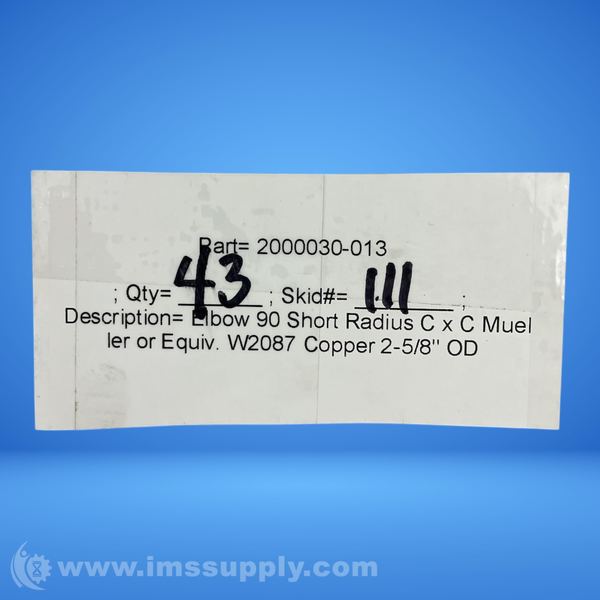 Part= 2000030-013
; Qty= 43 ; Skid#= 111 ;
Description= Elbow 90 Short Radius C x C Muel
ler or Equiv. W2087 Copper 2-5/8" OD
www.imssupply.com